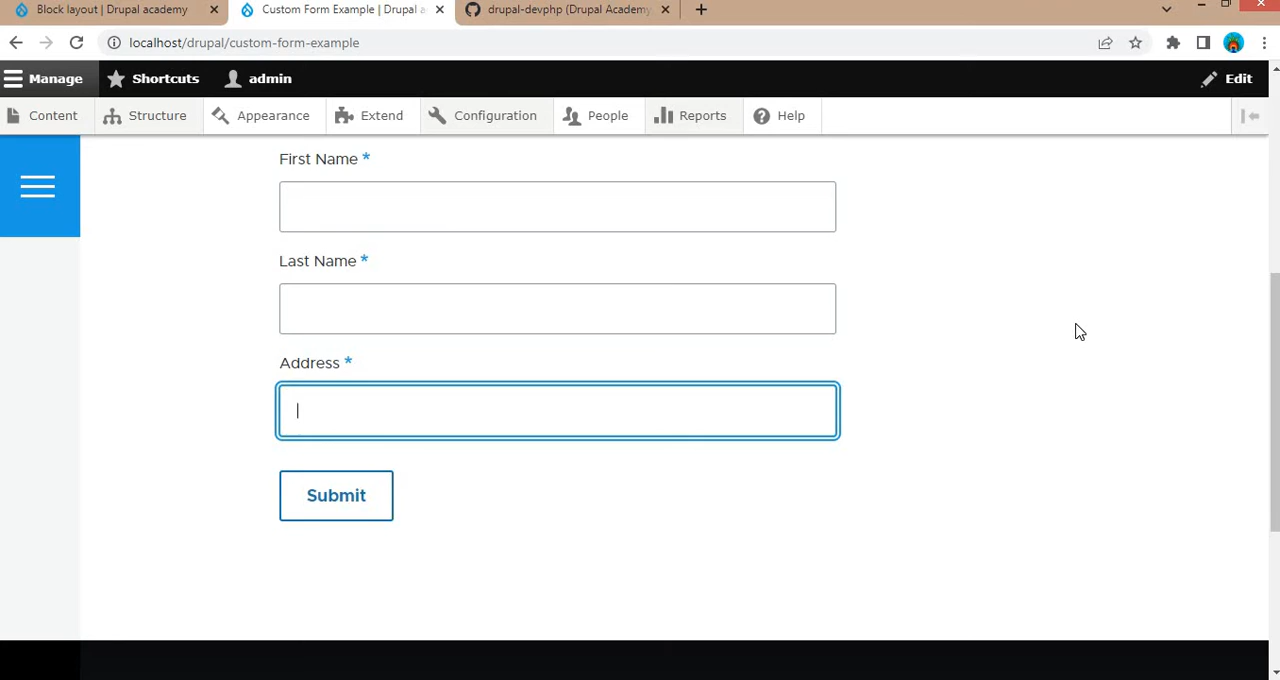 Block layout | Drupal academy
Custom Form Example | Drupal a
drupal-devphp (Drupal Academy
localhost/drupal/custom-form-example
Manage Shortcuts admin Edit
Content Structure Appearance Extend Configuration People Reports Help
First Name *
Last Name *
Address *
Submit